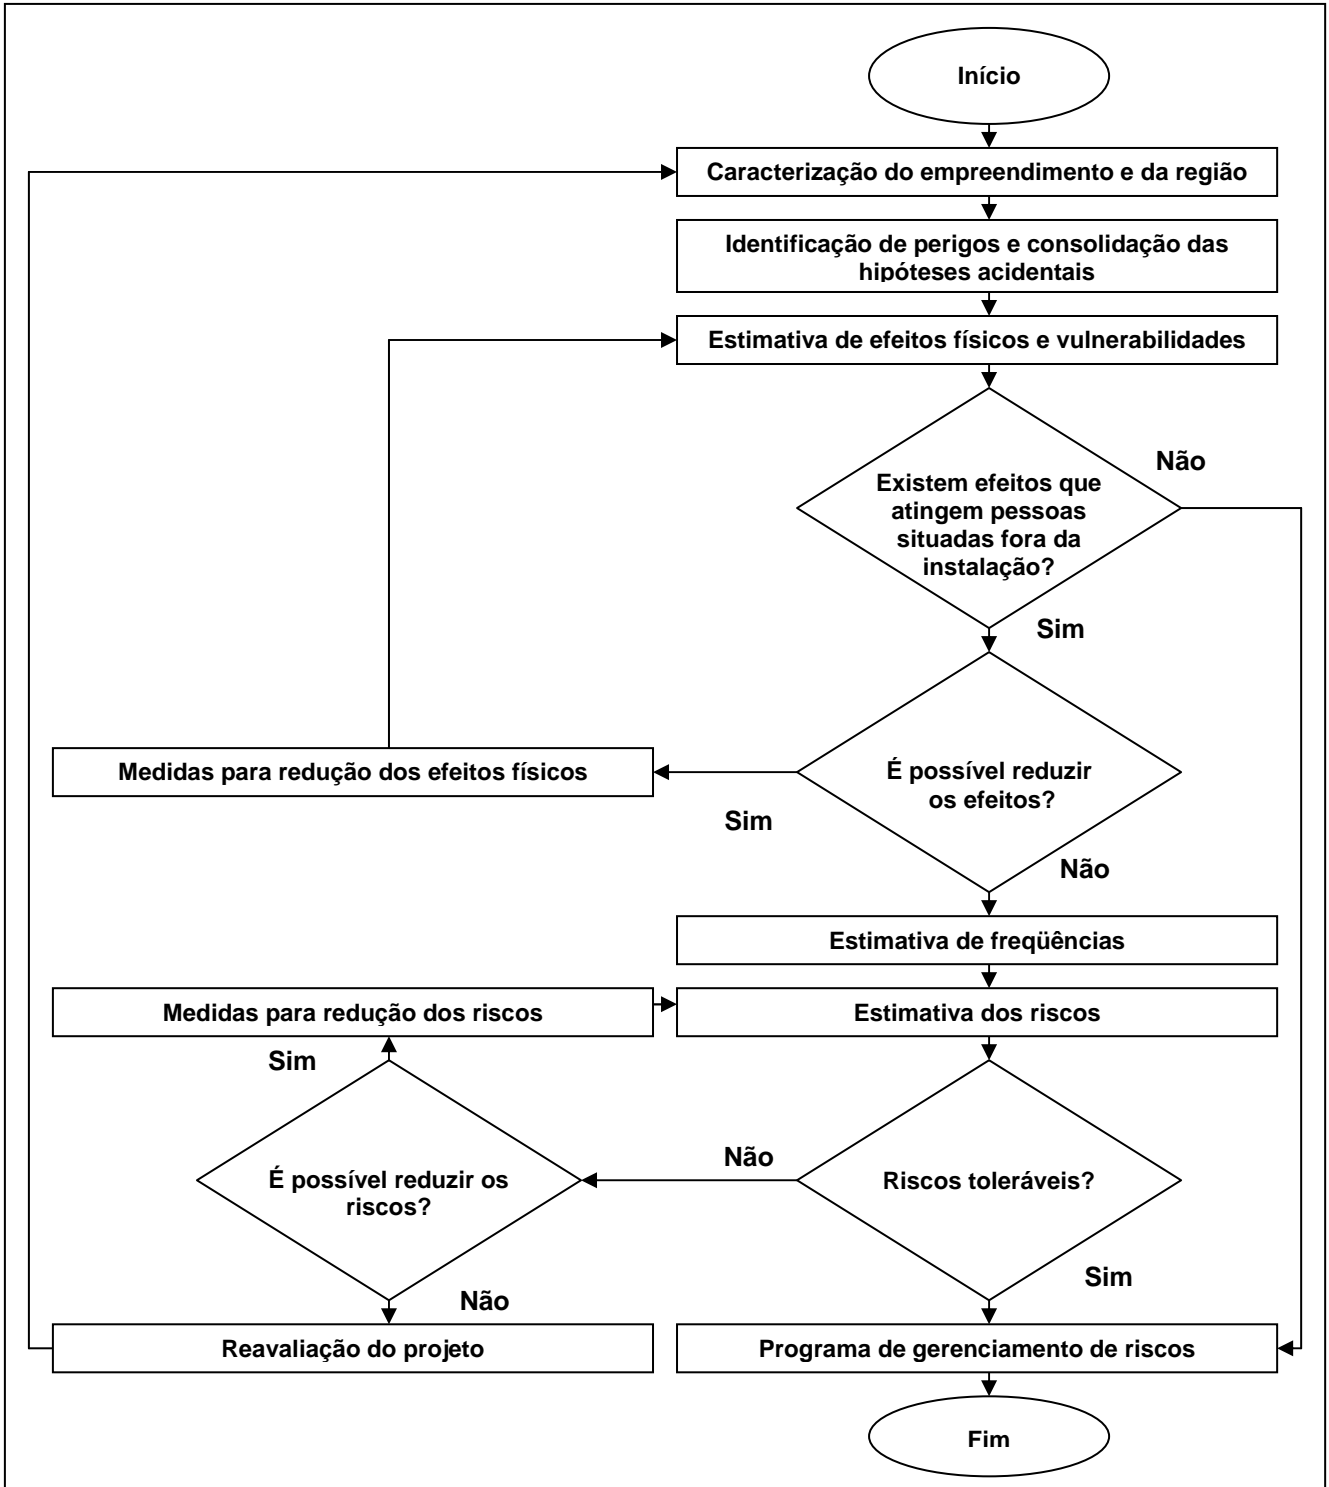 Início
Caracterização do empreendimento e da região
Identificação de perigos e consolidação das
hipóteses acidentais
Estimativa de efeitos físicos e vulnerabilidades
Não
Existem efeitos que
atingem pessoas
situadas fora da
instalação?
Sim
Medidas para redução dos efeitos físicos
É possível reduzir
os efeitos?
Sim
Não
Estimativa de freqüências
Medidas para redução dos riscos
Estimativa dos riscos
Sim
Não
É possível reduzir os
riscos?
Riscos toleráveis?
Sim
Não
Reavaliação do projeto
Programa de gerenciamento de riscos
Fim